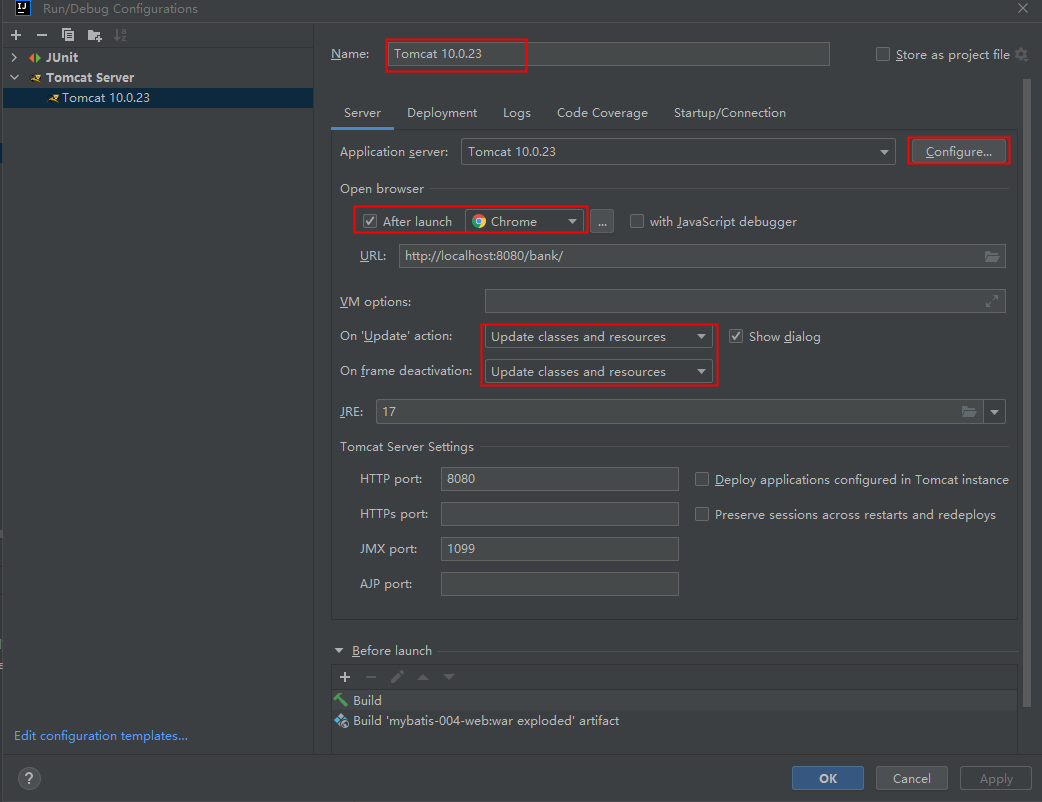 Run/Debug Configurations
JUnit
Tomcat Server
Tomcat 10.0.23
Edit configuration templates...
Name: Tomcat 10.0.23 Store as project file
Server Deployment Logs Code Coverage Startup/Connection
Application server: Tomcat 10.0.23 Configure...
Open browser
After launch Chrome ... with JavaScript debugger
URL: http://localhost:8080/bank/
VM options:
On 'Update' action: Update classes and resources Show dialog
On frame deactivation: Update classes and resources
JRE: 17
Tomcat Server Settings
HTTP port: 8080 Deploy applications configured in Tomcat instance
HTTPs port: Preserve sessions across restarts and redeploys
JMX port: 1099
AJP port:
Before launch
Build
Build 'mybatis-004-web:war exploded' artifact
? OK Cancel Apply